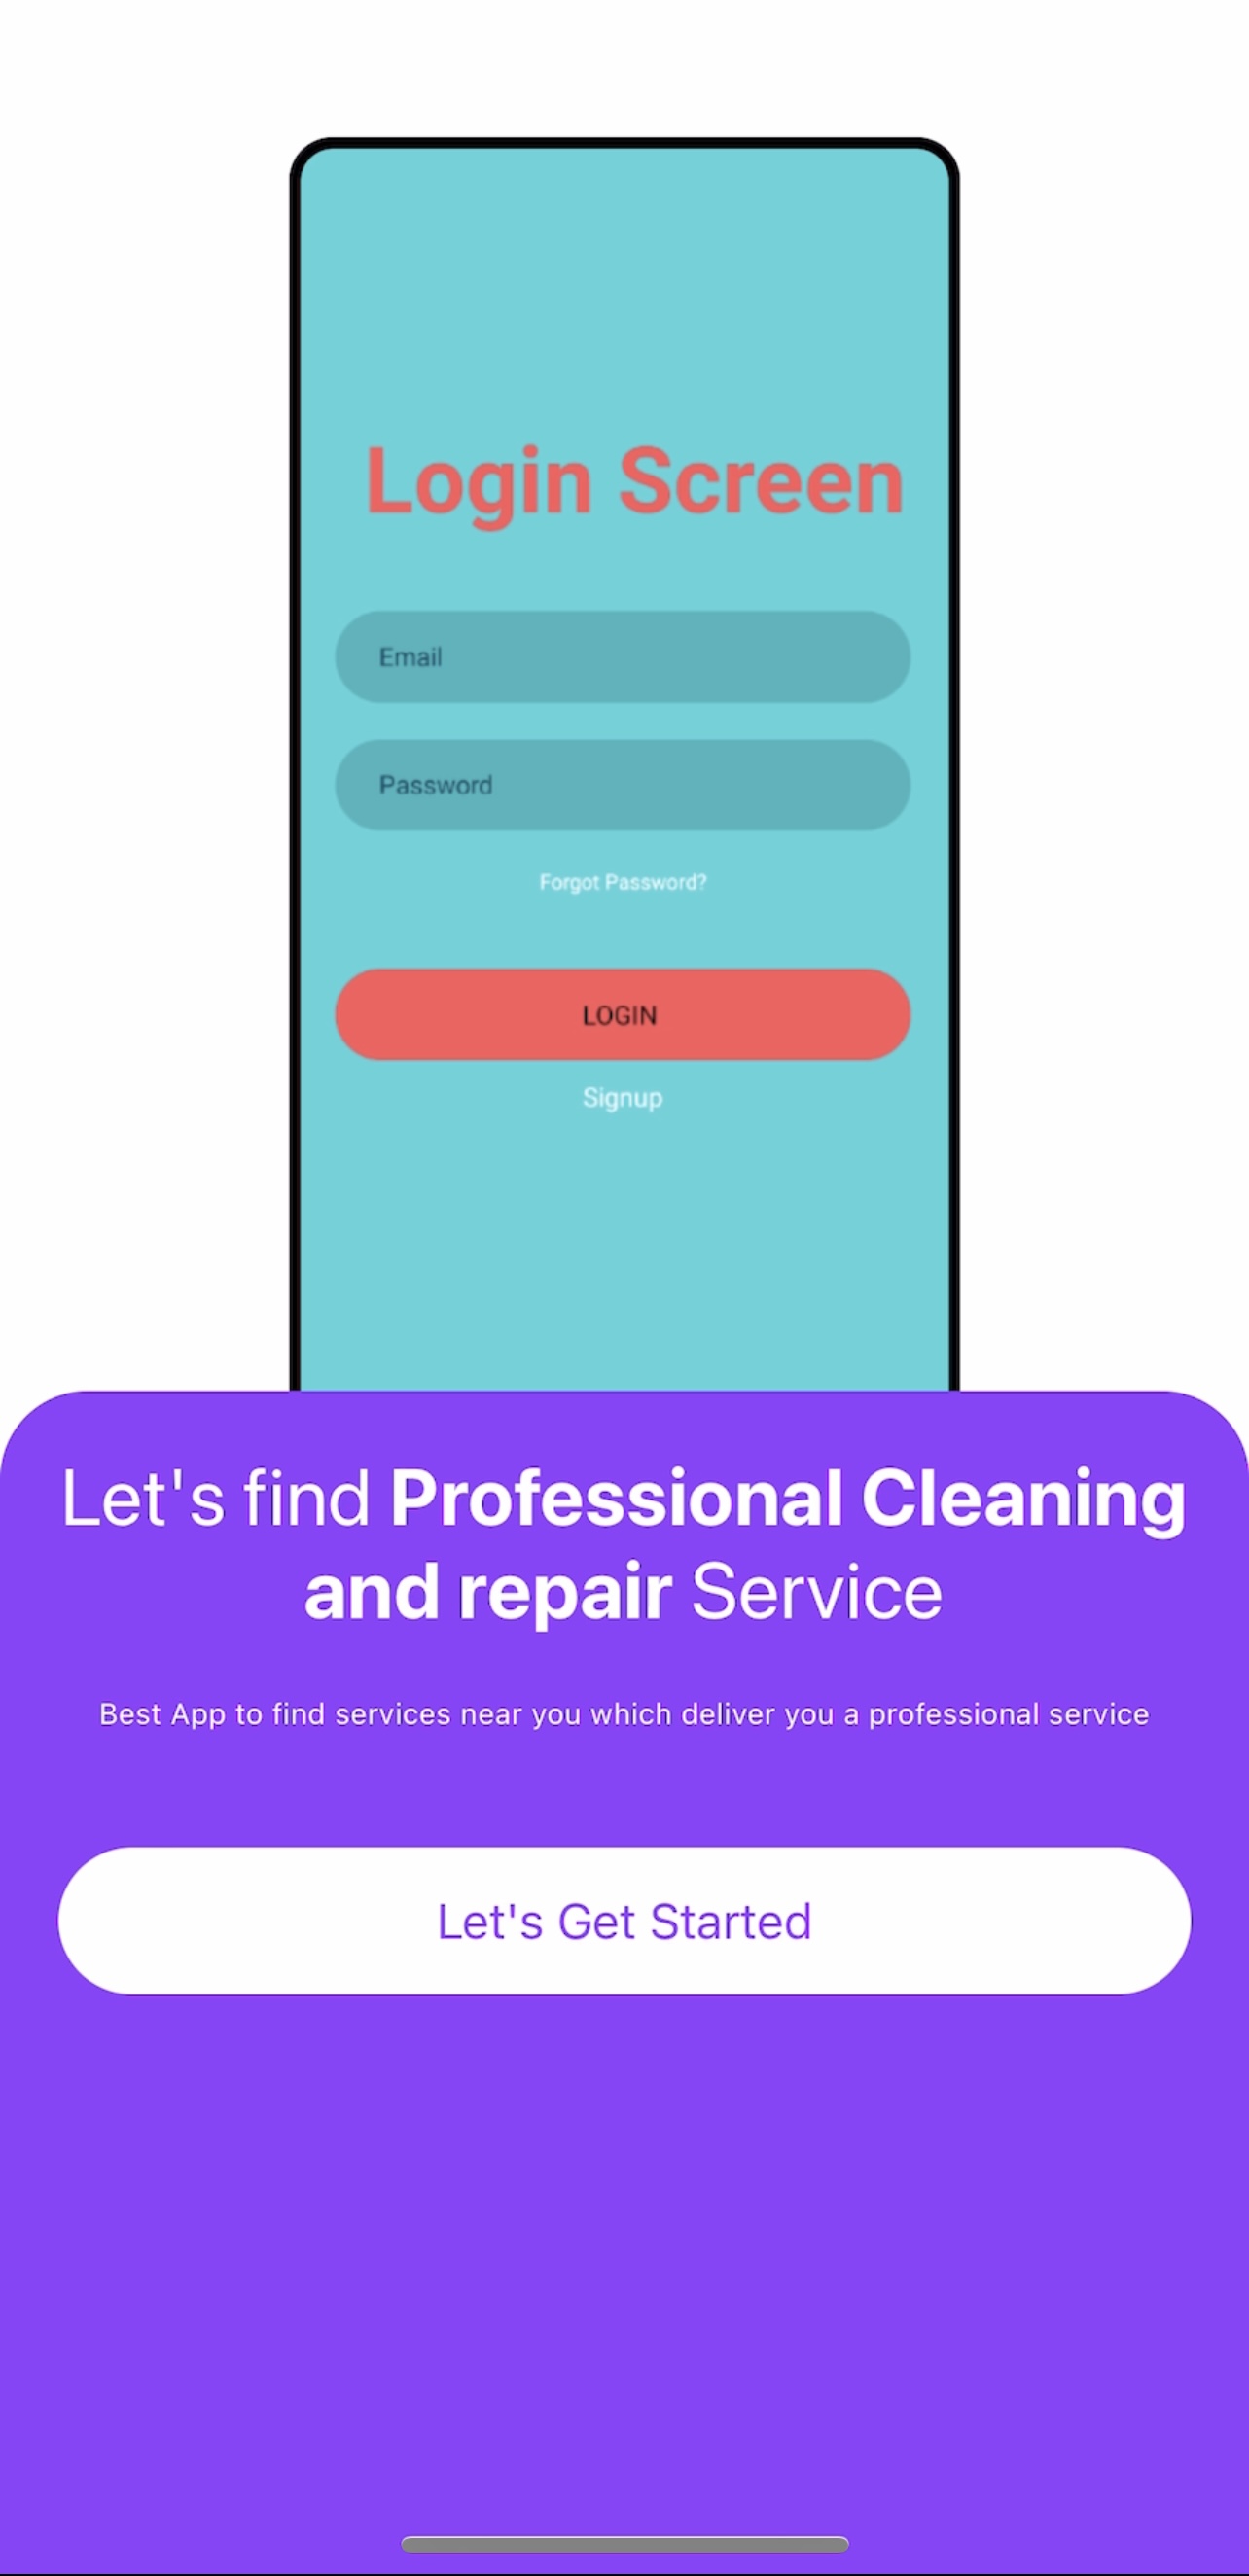 Login Screen
Email
Password
Forgot Password?
LOGIN
Signup
Let's find Professional Cleaning
and repair Service
Best App to find services near you which deliver you a professional service
Let's Get Started